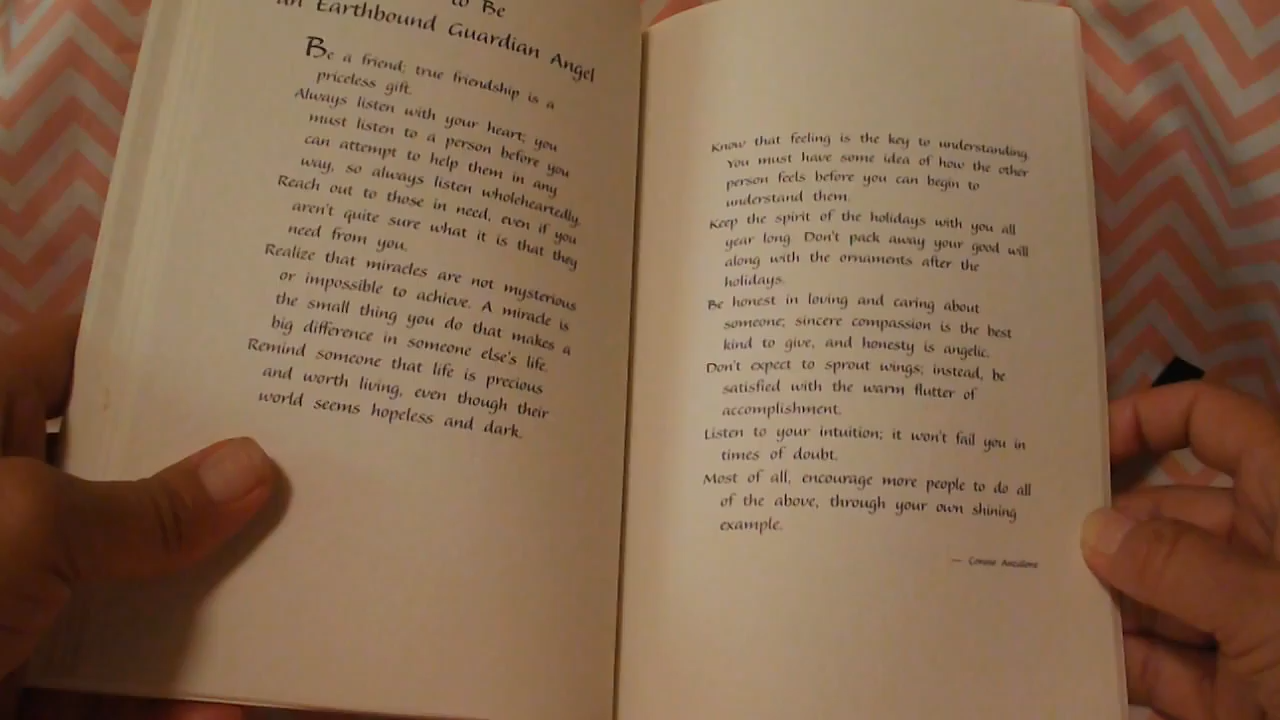 to Be
an Earthbound Guardian Angel
Be a friend; true friendship is a
priceless gift.
Always listen with your heart; you
must listen to a person before you
can attempt to help them in any
way, so always listen wholeheartedly.
Reach out to those in need, even if you
aren't quite sure what it is that they
need from you.
Realize that miracles are not mysterious
or impossible to achieve. A miracle is
the small thing you do that makes a
big difference in someone else's life.
Remind someone that life is precious
and worth living, even though their
world seems hopeless and dark.
Know that feeling is the key to understanding.
You must have some idea of how the other
person feels before you can begin to
understand them.
Keep the spirit of the holidays with you all
year long. Don't pack away your good will
along with the ornaments after the
holidays.
Be honest in loving and caring about
someone; sincere compassion is the best
kind to give, and honesty is angelic.
Don't expect to sprout wings; instead, be
satisfied with the warm flutter of
accomplishment.
Listen to your intuition; it won't fail you in
times of doubt.
Most of all, encourage more people to do all
of the above, through your own shining
example.
—